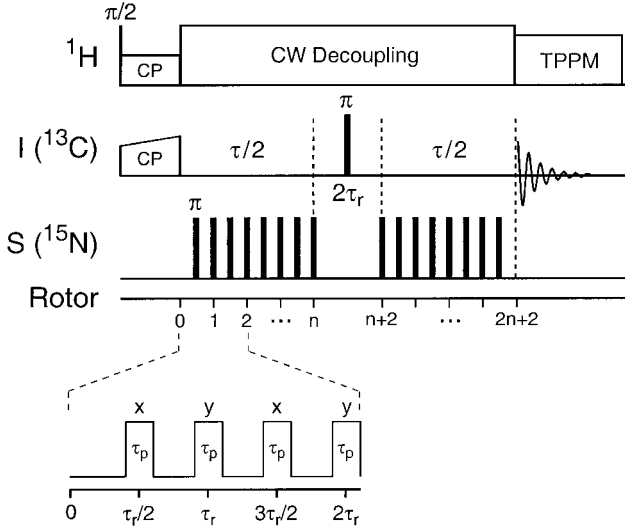 π/2
¹H CP CW Decoupling TPPM
π
I (¹³C) CP τ/2 τ/2
2τᵣ
π
S (¹⁵N)
Rotor
0 1 2 ··· n n+2 ··· 2n+2
x y x y
τₚ τₚ τₚ τₚ
0 τᵣ/2 τᵣ 3τᵣ/2 2τᵣ